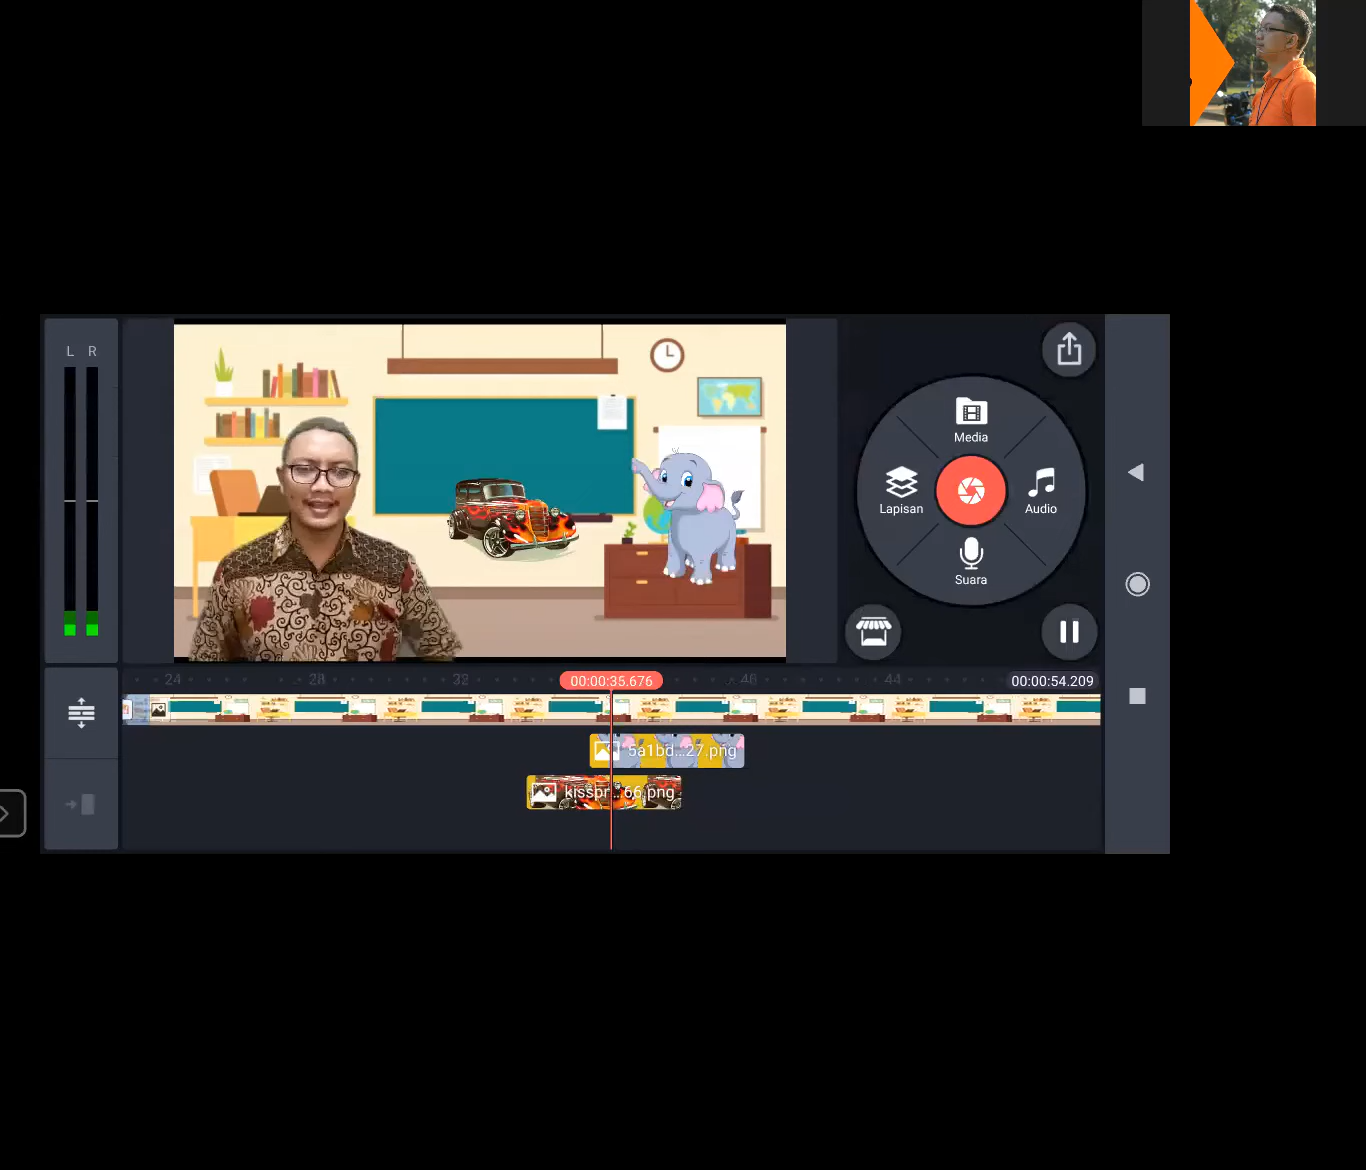 L R
Media
Lapisan
Audio
Suara
24
28
32
00:00:35.676
40
44
00:00:54.209
5a1bd...27.png
kisspr...66.png